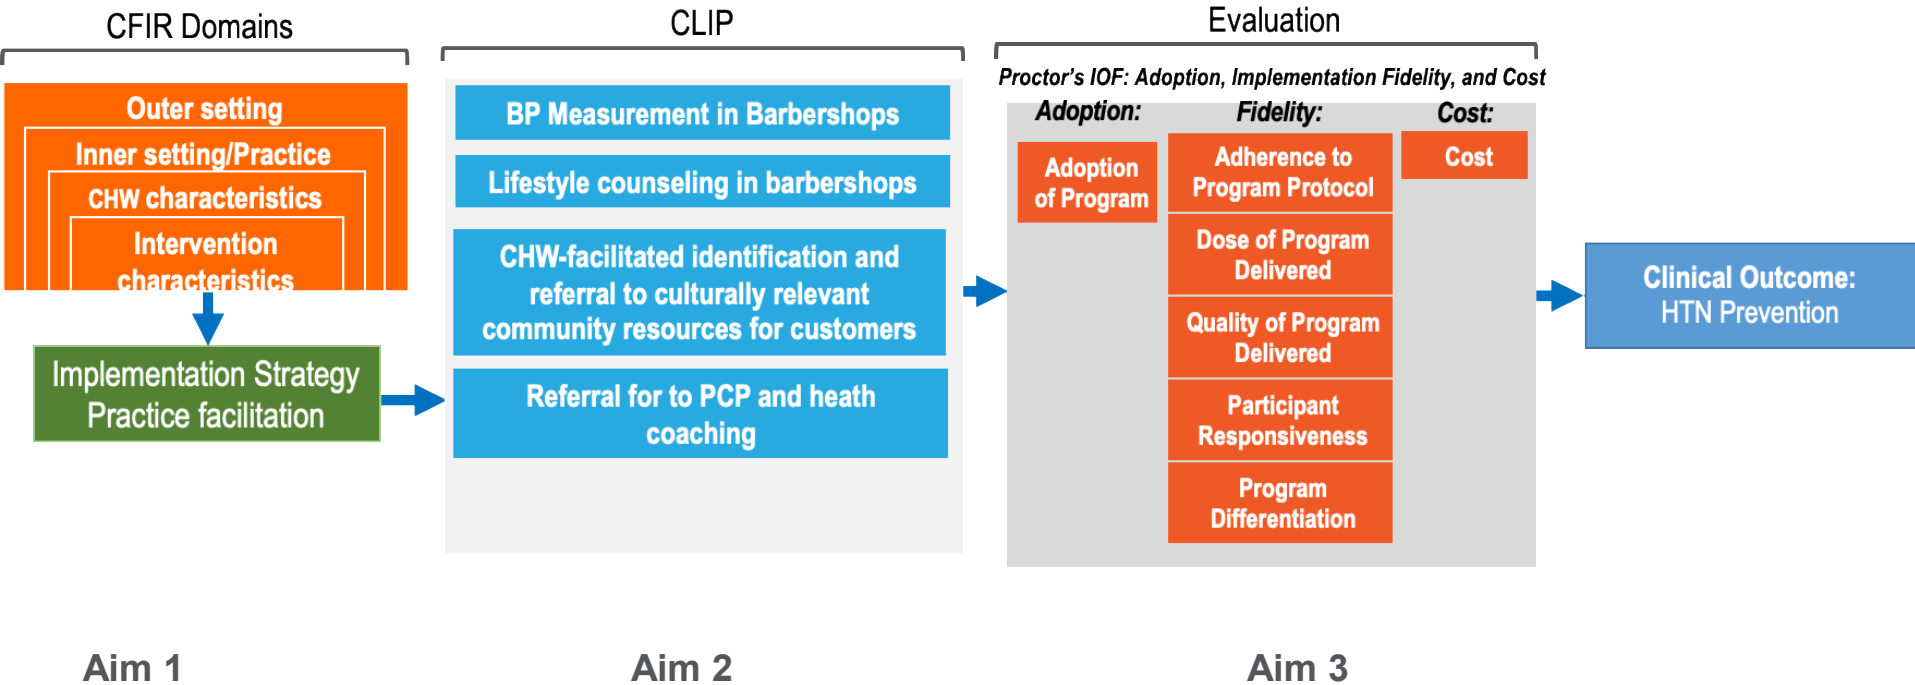 CFIR Domains
CLIP
Evaluation
Proctor's IOF: Adoption, Implementation Fidelity, and Cost
Outer setting
Inner setting/Practice
CHW characteristics
Intervention
characteristics
Implementation Strategy
Practice facilitation
BP Measurement in Barbershops
Lifestyle counseling in barbershops
CHW-facilitated identification and
referral to culturally relevant
community resources for customers
Referral for to PCP and heath
coaching
Adoption:
Adoption
of Program
Fidelity:
Adherence to
Program Protocol
Dose of Program
Delivered
Quality of Program
Delivered
Participant
Responsiveness
Program
Differentiation
Cost:
Cost
Clinical Outcome:
HTN Prevention
Aim 1
Aim 2
Aim 3